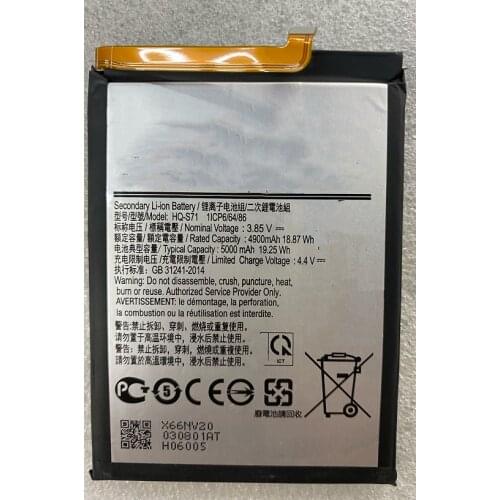 Secondary Li-ion Battery / 锂离子电池组/二次鋰電池組
型号/型號/Model: HQ-S71 1ICP6/64/86
标称电压 / 標稱電壓 / Nominal Voltage : 3.85 V
额定容量/ 額定電容量/ Rated Capacity : 4900mAh 18.87 Wh
典型容量/ 電池容量/ Typical Capacity : 5000 mAh 19.25 Wh
充电限制电压 / 充電限制電壓 / Limited Charge Voltage : 4.4 V
执行标准: GB 31241-2014
Warning: Do not disassemble, crush, puncture, heat,
burn or reuse. Authorized Service Provider Only.
Avertissement: le démontage, la perforation,
la combustion ou la réutilisation est interdit.
警告:禁止拆卸, 穿刺, 燃烧或重复使用。
请勿置于高温环境中, 浸水后禁止使用。
警告:禁止拆卸, 穿刺, 燃燒或重複使用。
請勿置於高溫環境中, 浸水後禁止使用。
ICT
5
廢電池請回收
X66NV20
030801AT
H06005